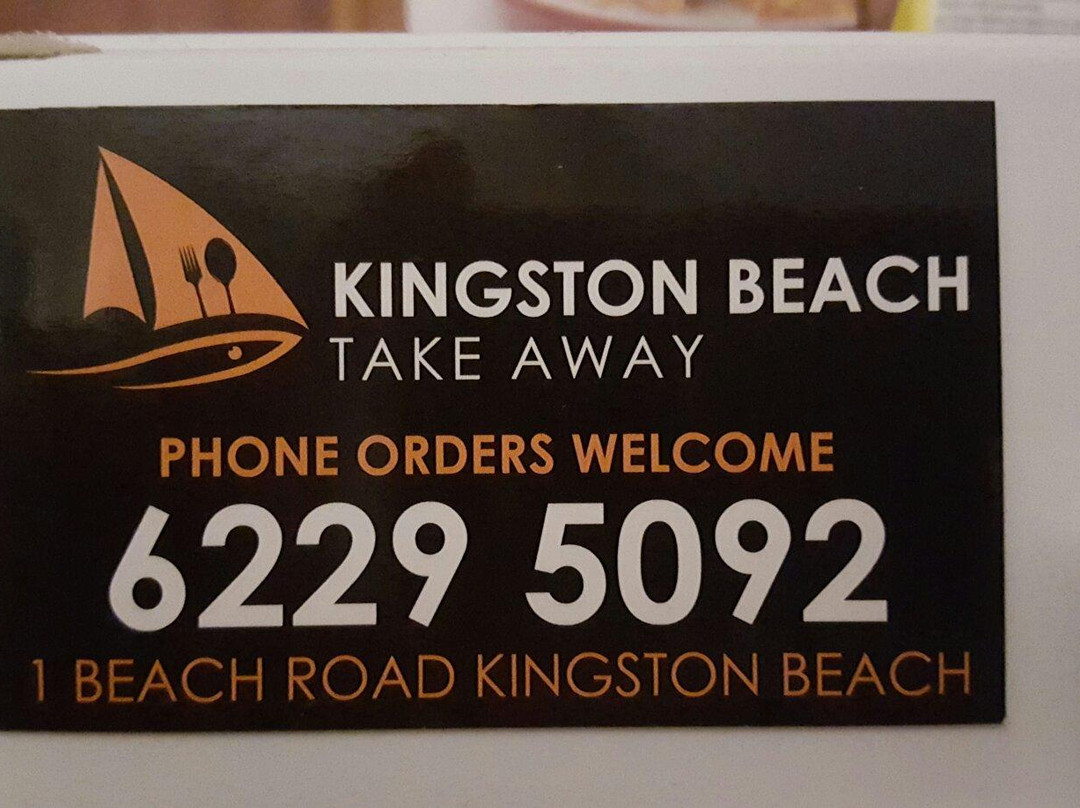 KINGSTON BEACH
TAKE AWAY
PHONE ORDERS WELCOME
6229 5092
1 BEACH ROAD KINGSTON BEACH